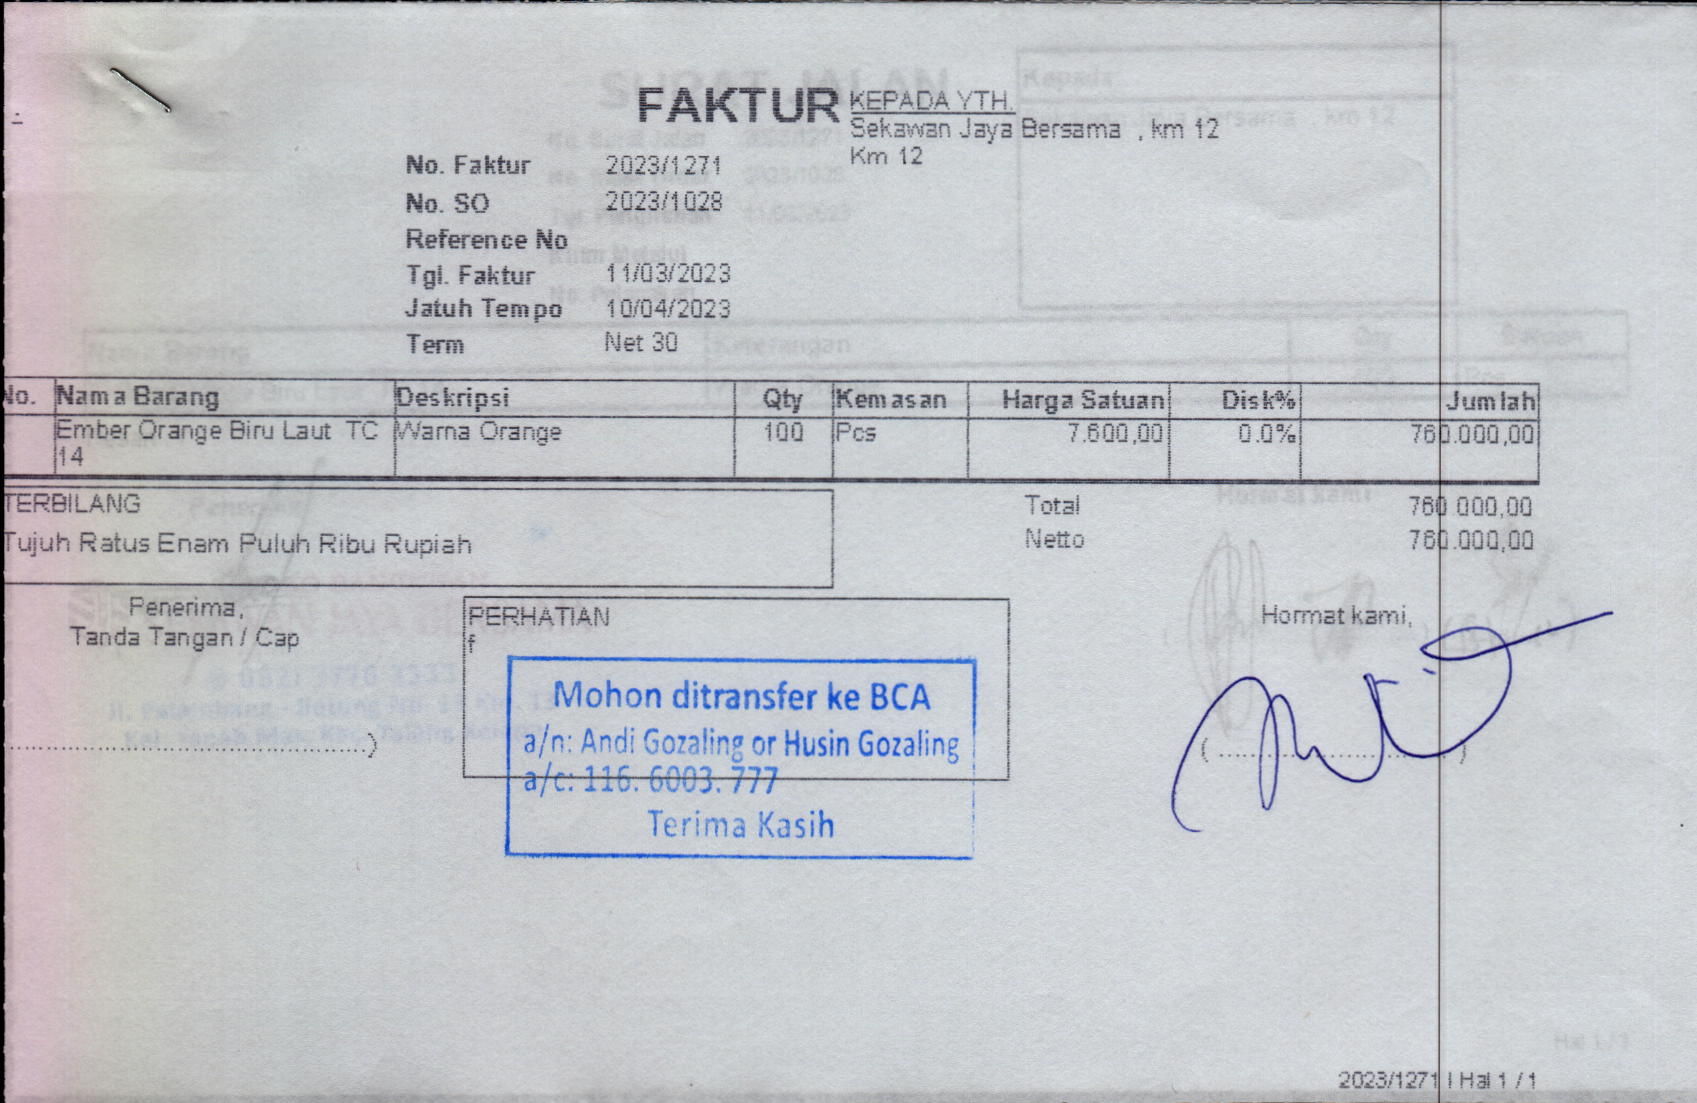 FAKTUR
KEPADA YTH.
Sekawan Jaya Bersama , km 12
Km 12
No. Faktur 2023/1271
No. SO 2023/1028
Reference No
Tgl. Faktur 11/03/2023
Jatuh Tempo 10/04/2023
Term Net 30
No. Nama Barang Deskripsi Qty Kemasan Harga Satuan Disk% Jumlah
Ember Orange Biru Laut TC Warna Orange 100 Pcs 7.600,00 0.0% 760.000,00
14
TERBILANG
Tujuh Ratus Enam Puluh Ribu Rupiah
Total 760.000,00
Netto 760.000,00
Penerima,
Tanda Tangan / Cap
PERHATIAN
f
Mohon ditransfer ke BCA
a/n: Andi Gozaling or Husin Gozaling
a/c: 116. 6003. 777
Terima Kasih
Hormat kami,
2023/1271 | Hal 1 / 1